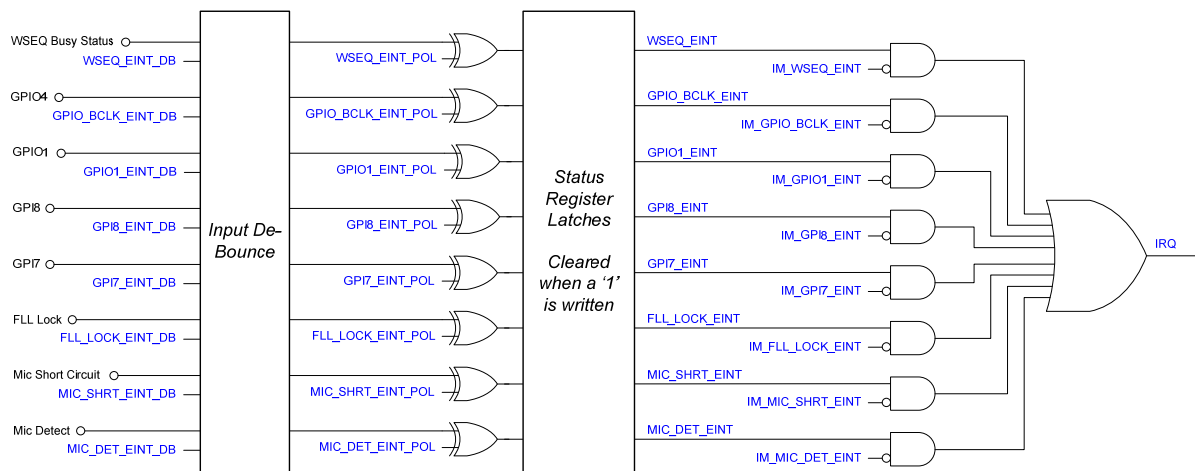 WSEQ Busy Status
WSEQ_EINT_DB
WSEQ_EINT_POL
WSEQ_EINT
IM_WSEQ_EINT
GPIO4
GPIO_BCLK_EINT_DB
GPIO_BCLK_EINT_POL
GPIO_BCLK_EINT
IM_GPIO_BCLK_EINT
GPIO1
GPIO1_EINT_DB
GPIO1_EINT_POL
GPIO1_EINT
IM_GPIO1_EINT
GPI8
GPI8_EINT_DB
GPI8_EINT_POL
GPI8_EINT
IM_GPI8_EINT
GPI7
GPI7_EINT_DB
GPI7_EINT_POL
GPI7_EINT
IM_GPI7_EINT
FLL Lock
FLL_LOCK_EINT_DB
FLL_LOCK_EINT_POL
FLL_LOCK_EINT
IM_FLL_LOCK_EINT
Mic Short Circuit
MIC_SHRT_EINT_DB
MIC_SHRT_EINT_POL
MIC_SHRT_EINT
IM_MIC_SHRT_EINT
Mic Detect
MIC_DET_EINT_DB
MIC_DET_EINT_POL
MIC_DET_EINT
IM_MIC_DET_EINT
Input De-
Bounce
Status
Register
Latches
Cleared
when a ‘1’
is written
IRQ